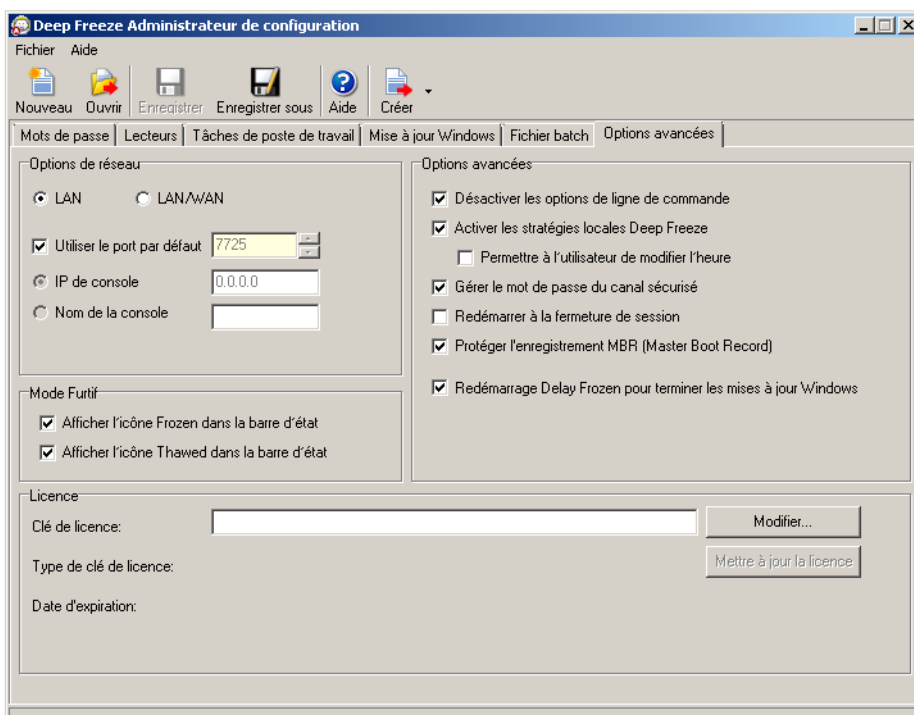 Deep Freeze Administrateur de configuration
Fichier Aide
Nouveau Ouvrir Enregistrer Enregistrer sous Aide Créer
Mots de passe Lecteurs Tâches de poste de travail Mise à jour Windows Fichier batch Options avancées
Options de réseau
LAN LAN/WAN
Utiliser le port par défaut 7725
IP de console 0.0.0.0
Nom de la console
Mode Furtif
Afficher l'icône Frozen dans la barre d'état
Afficher l'icône Thawed dans la barre d'état
Options avancées
Désactiver les options de ligne de commande
Activer les stratégies locales Deep Freeze
Permettre à l'utilisateur de modifier l'heure
Gérer le mot de passe du canal sécurisé
Redémarrer à la fermeture de session
Protéger l'enregistrement MBR (Master Boot Record)
Redémarrage Delay Frozen pour terminer les mises à jour Windows
Licence
Clé de licence: Modifier...
Type de clé de licence: Mettre à jour la licence
Date d'expiration: